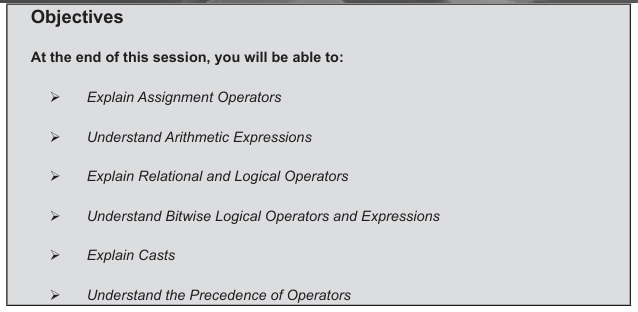 Objectives
At the end of this session, you will be able to:
➢ Explain Assignment Operators
➢ Understand Arithmetic Expressions
➢ Explain Relational and Logical Operators
➢ Understand Bitwise Logical Operators and Expressions
➢ Explain Casts
➢ Understand the Precedence of Operators